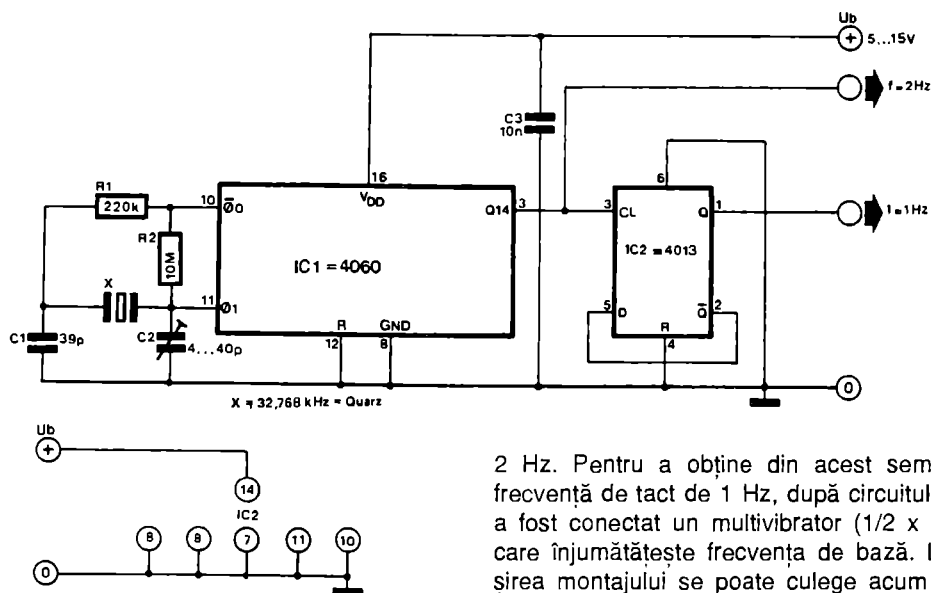 Ub
+ 5...15V
f = 2Hz
C3
10n
R1
220k
R2
10M
10
Φ0
16
VDD
Q14
3
3
CL
6
Q
1
f=1Hz
IC1 = 4060
IC2 = 4013
X
11
Φ1
5
D
Q
2
C1
39p
C2
4...40p
R
12
GND
8
R
4
0
X = 32,768 kHz = Quarz
Ub
+
14
IC2
8
9
7
11
10
0
2 Hz. Pentru a obține din acest sem
frecvență de tact de 1 Hz, după circuitul
a fost conectat un multivibrator (1/2 x
care înjumătățește frecvența de bază.
șirea montajului se poate culege acum